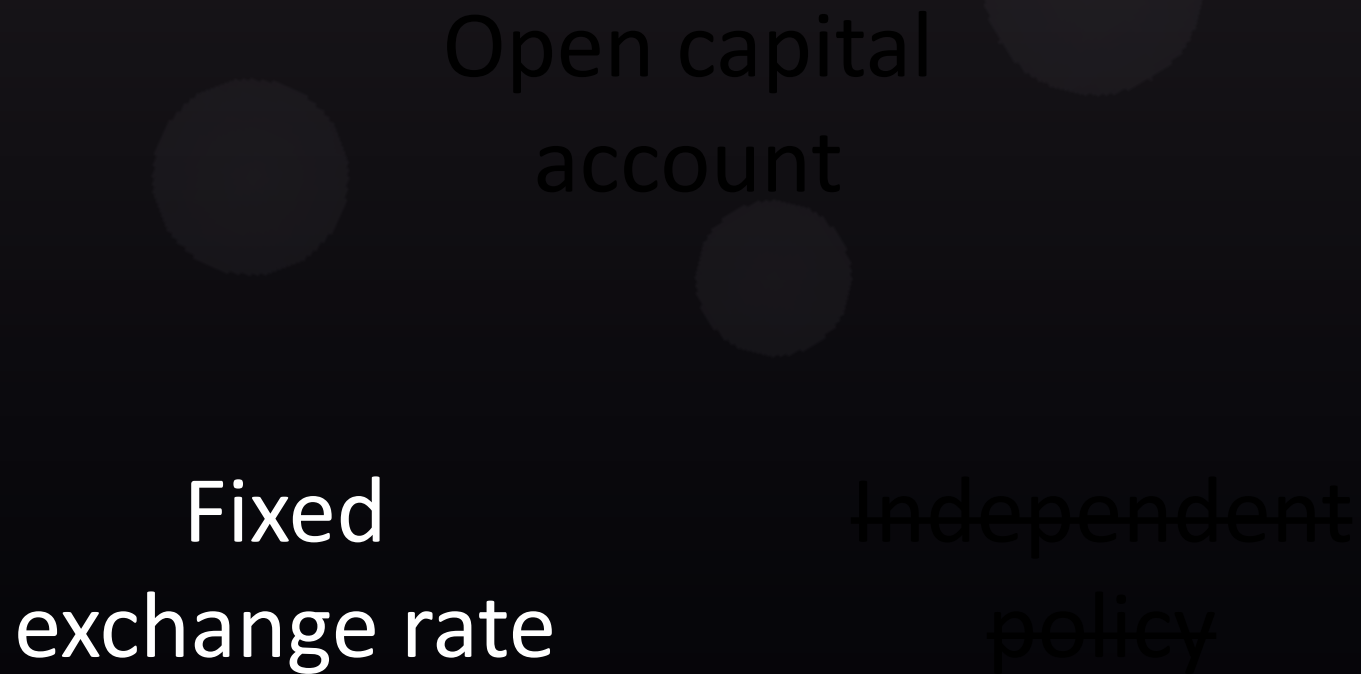 Open capital
account
Fixed
exchange rate
Independent
policy